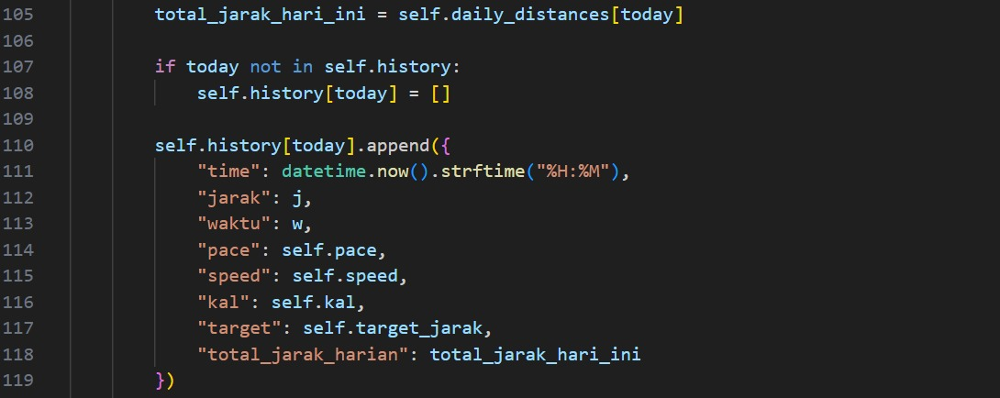 105 total_jarak_hari_ini = self.daily_distances[today]
106
107 if today not in self.history:
108     self.history[today] = []
109
110 self.history[today].append({
111     "time": datetime.now().strftime("%H:%M"),
112     "jarak": j,
113     "waktu": w,
114     "pace": self.pace,
115     "speed": self.speed,
116     "kal": self.kal,
117     "target": self.target_jarak,
118     "total_jarak_harian": total_jarak_hari_ini
119 })